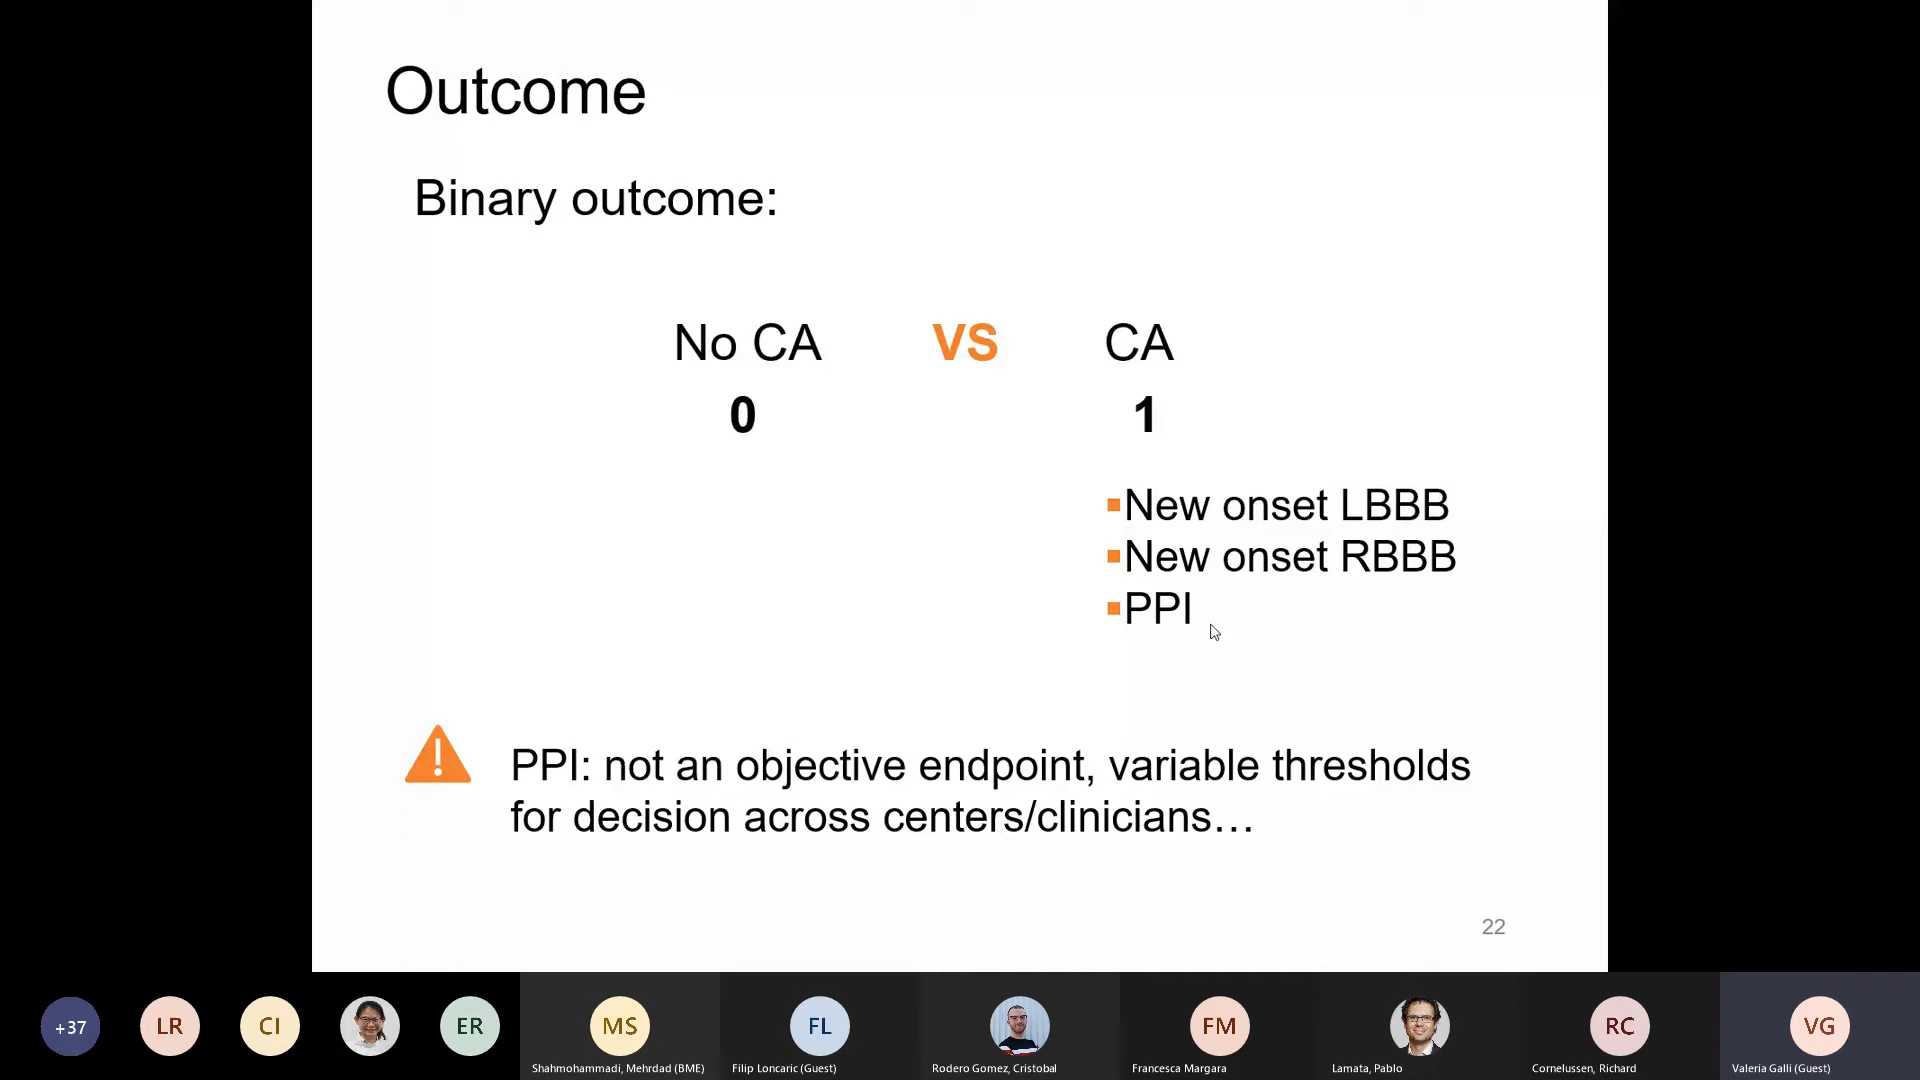 Outcome
Binary outcome:
No CA VS CA
0 1
▪New onset LBBB
▪New onset RBBB
▪PPI
PPI: not an objective endpoint, variable thresholds
for decision across centers/clinicians…
22
+37 LR CI ER MS FL FM RC VG
Shahmohammadi, Mehrdad (BME) Filip Loncaric (Guest) Rodero Gomez, Cristobal Francesca Margara Lamata, Pablo Cornelussen, Richard Valeria Galli (Guest)